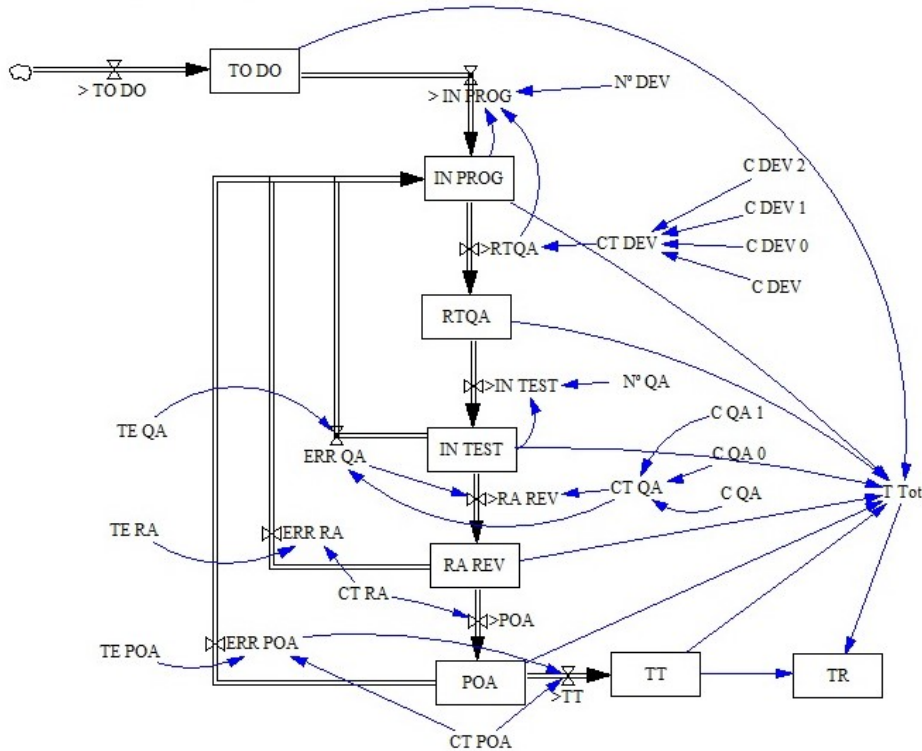 TO DO
> TO DO
> IN PROG
Nº DEV
IN PROG
C DEV 2
C DEV 1
>RTQA
CT DEV
C DEV 0
C DEV
RTQA
>IN TEST
Nº QA
TE QA
C QA 1
IN TEST
ERR QA
C QA 0
CT QA
T Tot
>RA REV
C QA
TE RA
ERR RA
RA REV
CT RA
>POA
ERR POA
TE POA
POA
TT
TR
>TT
CT POA